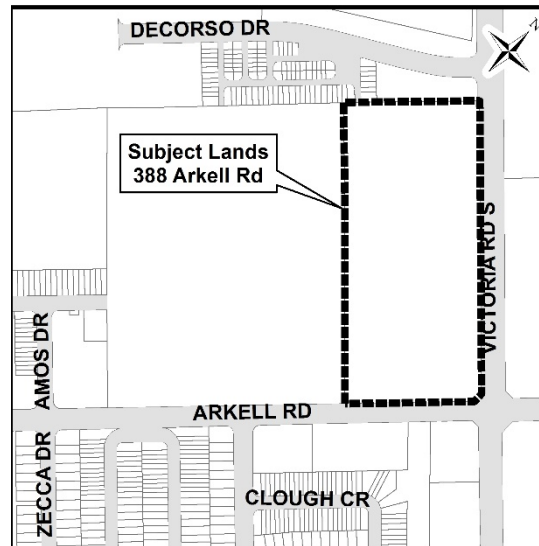 DECORSO DR
N
Subject Lands
388 Arkell Rd
VICTORIA RD S
AMOS DR
ARKELL RD
ZECCA DR
CLOUGH CR